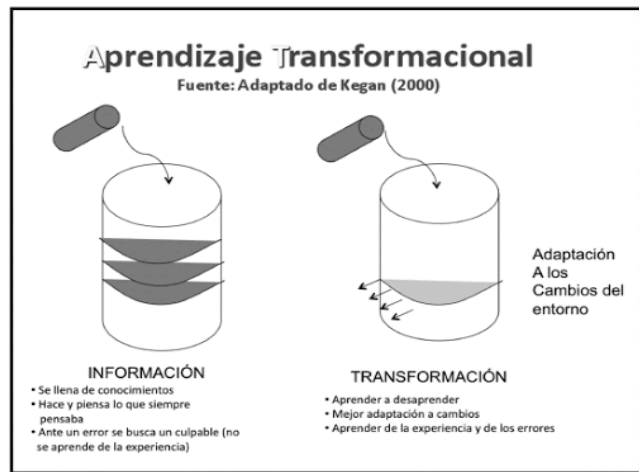 Aprendizaje Transformacional
Fuente: Adaptado de Kegan (2000)
Adaptación
A los
Cambios del
entorno
INFORMACIÓN
• Se llena de conocimientos
• Hace y piensa lo que siempre
pensaba
• Ante un error se busca un culpable (no
se aprende de la experiencia)
TRANSFORMACIÓN
• Aprender a desaprender
• Mejor adaptación a cambios
• Aprender de la experiencia y de los errores